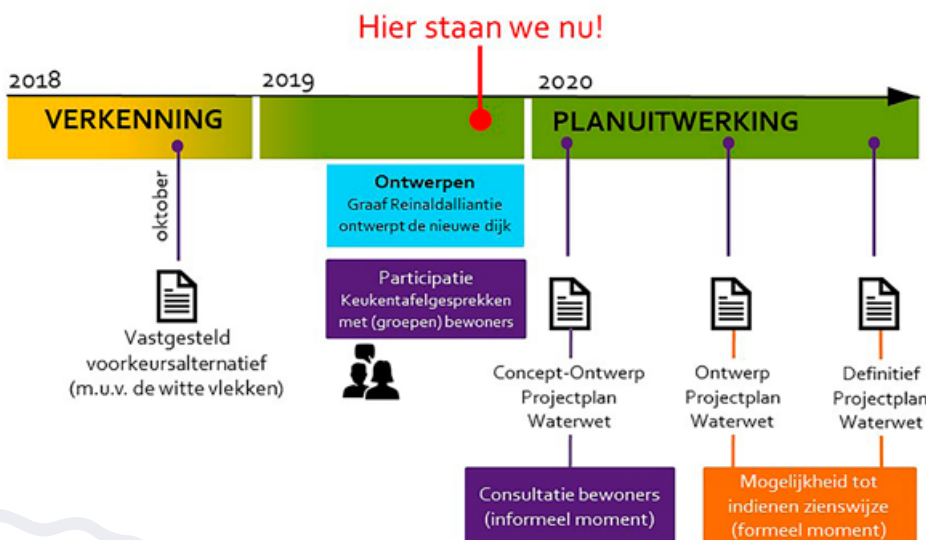 Hier staan we nu!
2018
2019
2020
VERKENNING
PLANUITWERKING
oktober
Vastgesteld
voorkeursalternatief
(m.u.v. de witte vlekken)
Ontwerpen
Graaf Reinaldalliantie
ontwerpt de nieuwe dijk
Participatie
Keukentafelgesprekken
met (groepen) bewoners
Concept-Ontwerp
Projectplan
Waterwet
Ontwerp
Projectplan
Waterwet
Definitief
Projectplan
Waterwet
Consultatie bewoners
(informeel moment)
Mogelijkheid tot
indienen zienswijze
(formeel moment)